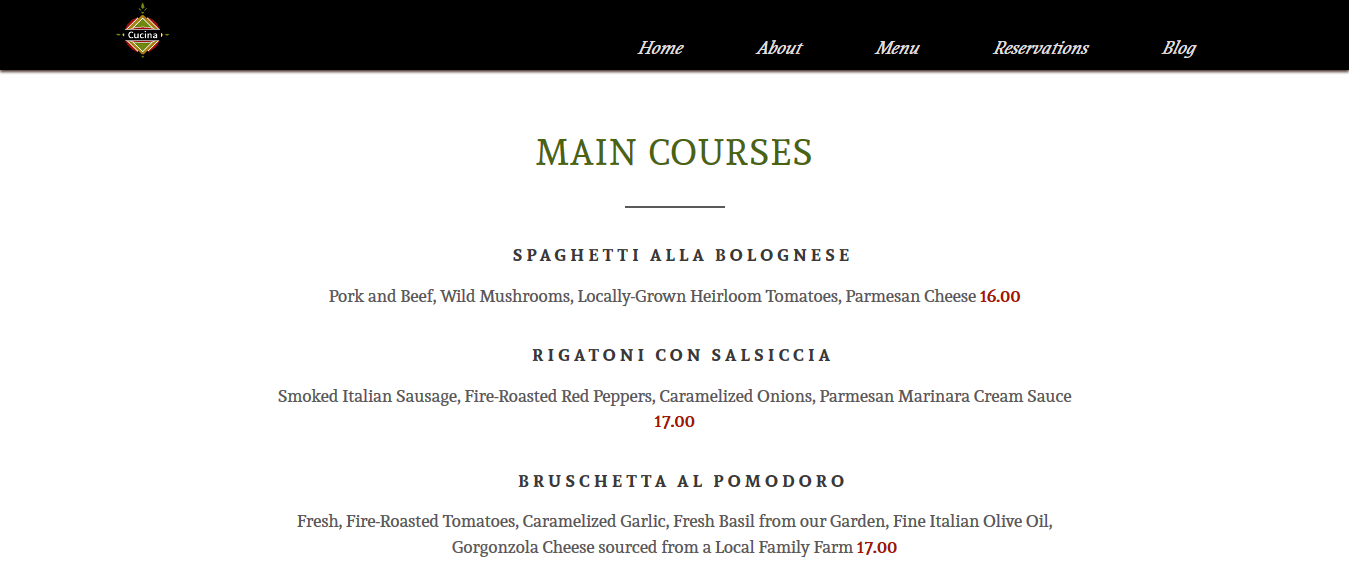 Cucina
Home About Menu Reservations Blog
MAIN COURSES
SPAGHETTI ALLA BOLOGNESE
Pork and Beef, Wild Mushrooms, Locally-Grown Heirloom Tomatoes, Parmesan Cheese 16.00
RIGATONI CON SALSICCIA
Smoked Italian Sausage, Fire-Roasted Red Peppers, Caramelized Onions, Parmesan Marinara Cream Sauce
17.00
BRUSCHETTA AL POMODORO
Fresh, Fire-Roasted Tomatoes, Caramelized Garlic, Fresh Basil from our Garden, Fine Italian Olive Oil,
Gorgonzola Cheese sourced from a Local Family Farm 17.00